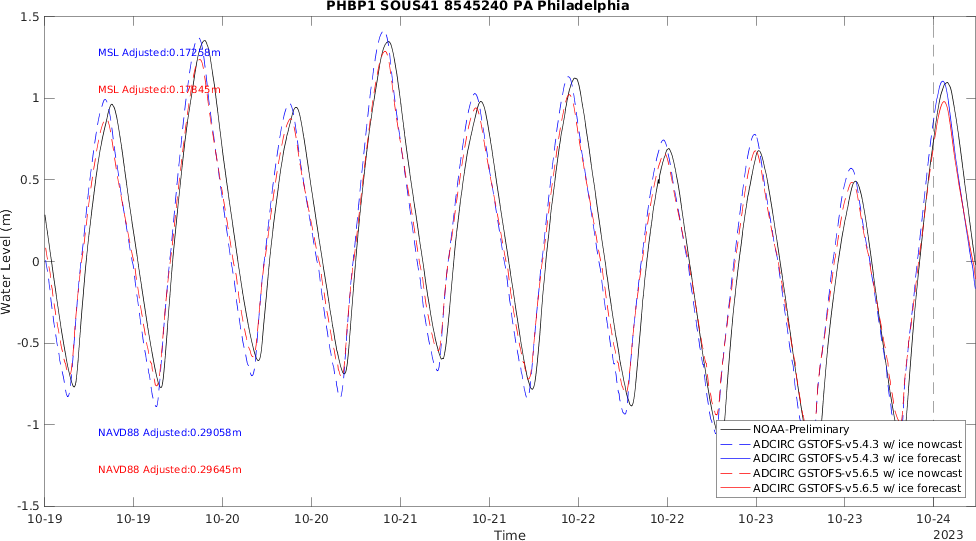 PHBP1 SOUS41 8545240 PA Philadelphia
1.5
1
0.5
0
-0.5
-1
-1.5
Water Level (m)
MSL Adjusted:0.17258m
MSL Adjusted:0.17845m
NAVD88 Adjusted:0.29058m
NAVD88 Adjusted:0.29645m
NOAA-Preliminary
ADCIRC GSTOFS-v5.4.3 w/ ice nowcast
ADCIRC GSTOFS-v5.4.3 w/ ice forecast
ADCIRC GSTOFS-v5.6.5 w/ ice nowcast
ADCIRC GSTOFS-v5.6.5 w/ ice forecast
10-19 10-19 10-20 10-20 10-21 10-21 10-22 10-22 10-23 10-23 10-24
Time
2023